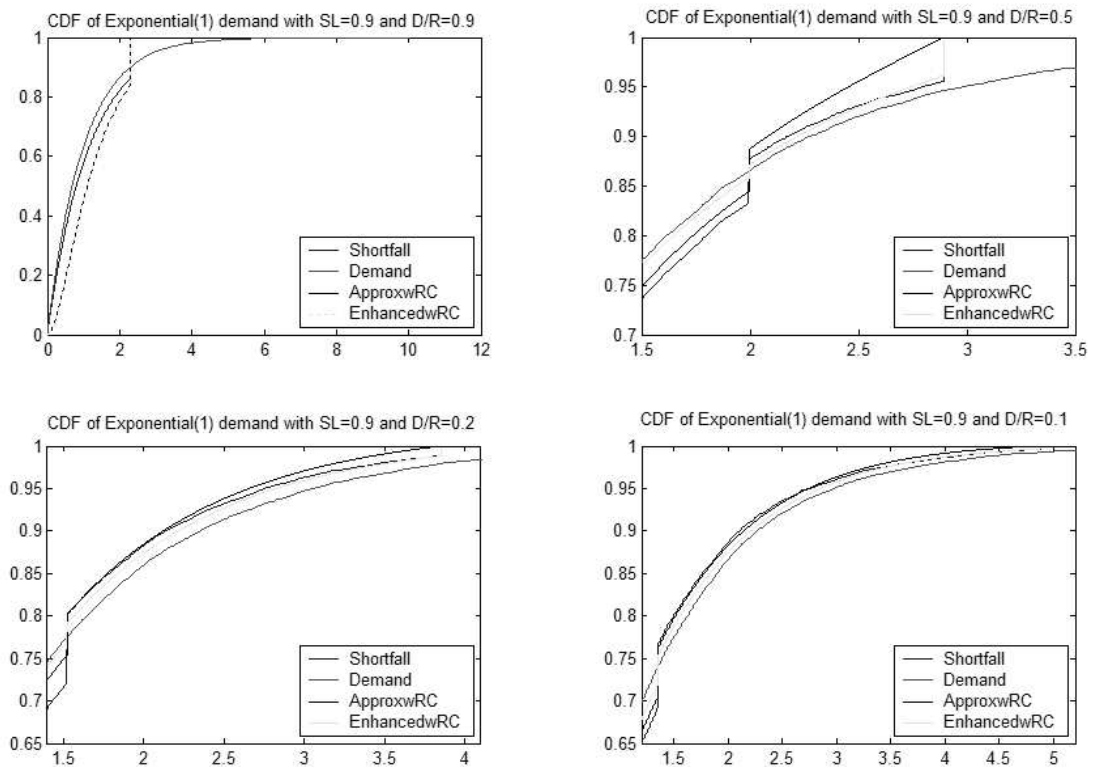 CDF of Exponential(1) demand with SL=0.9 and D/R=0.9
1
0.8
0.6
0.4
0.2
0
0 2 4 6 8 10 12
Shortfall
Demand
ApproxwRC
EnhancedwRC
CDF of Exponential(1) demand with SL=0.9 and D/R=0.5
1
0.95
0.9
0.85
0.8
0.75
0.7
1.5 2 2.5 3 3.5
Shortfall
Demand
ApproxwRC
EnhancedwRC
CDF of Exponential(1) demand with SL=0.9 and D/R=0.2
1
0.95
0.9
0.85
0.8
0.75
0.7
0.65
1.5 2 2.5 3 3.5 4
Shortfall
Demand
ApproxwRC
EnhancedwRC
CDF of Exponential(1) demand with SL=0.9 and D/R=0.1
1
0.95
0.9
0.85
0.8
0.75
0.7
0.65
1.5 2 2.5 3 3.5 4 4.5 5
Shortfall
Demand
ApproxwRC
EnhancedwRC